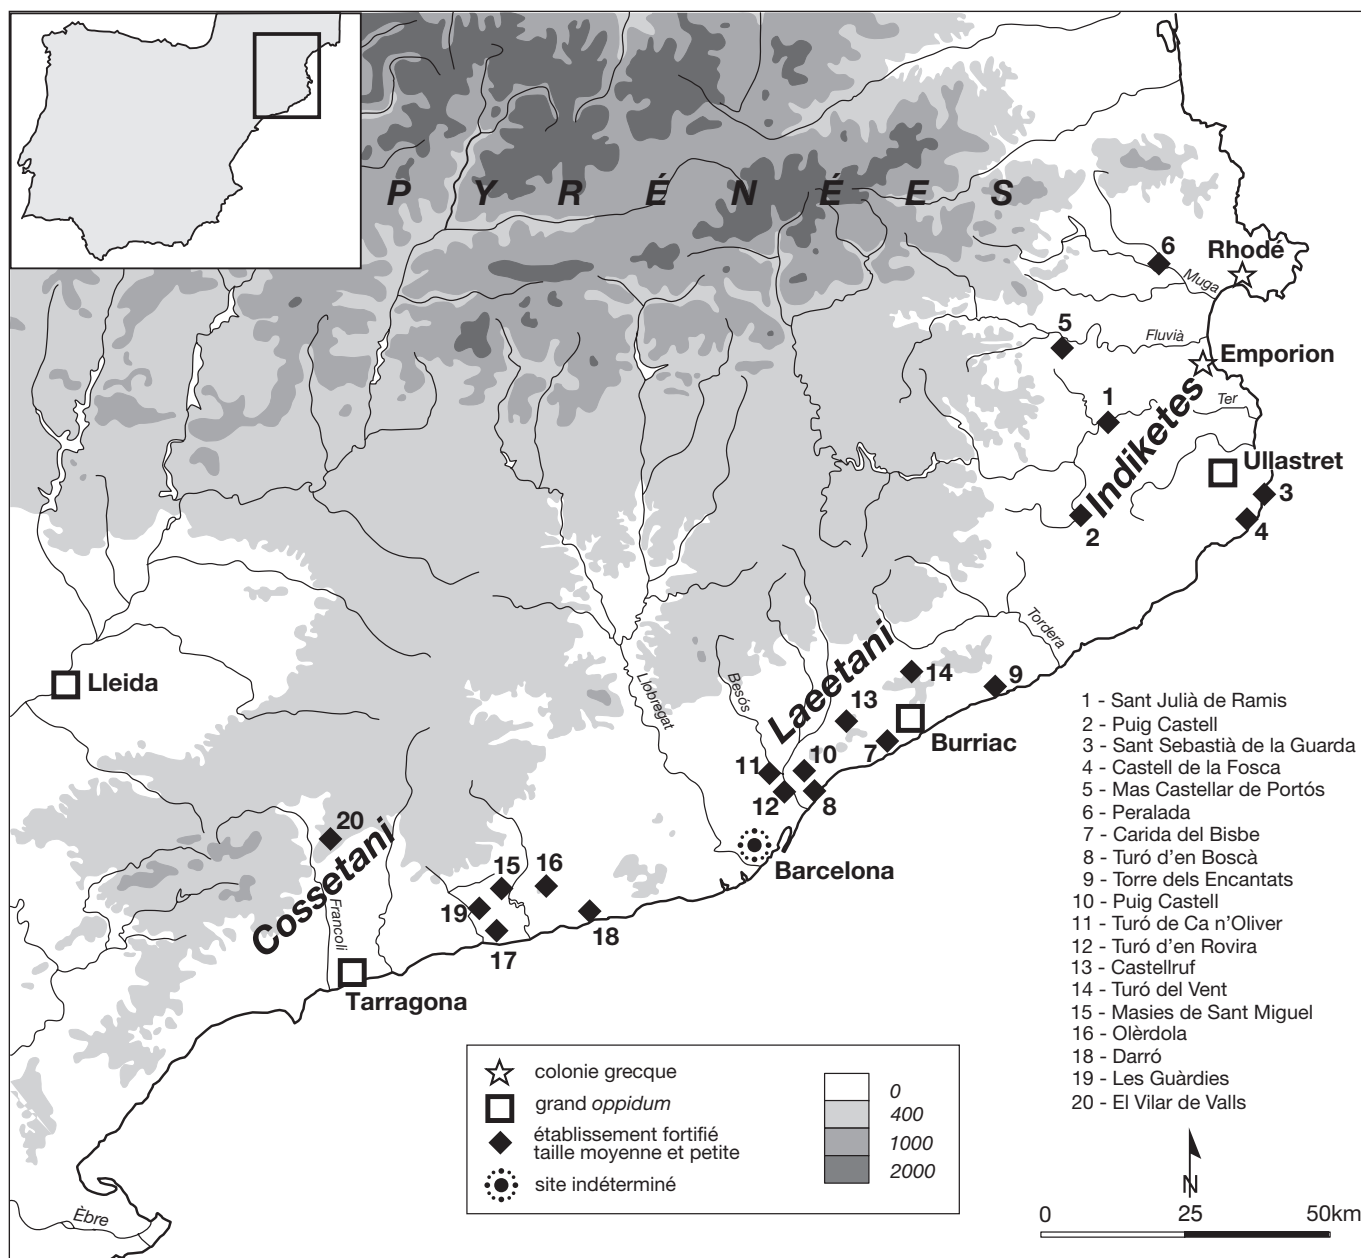 PYRÉNÉES
6
Rhodé
Muga
5
Fluvià
Emporion
1
Ter
Indiketes
Ullastret
3
2
4
Tordera
Laeetani
Lleida
Llobregat
Besós
14
9
13
Burriac
7
10
11
12
8
Barcelona
20
Cossetani
Francoli
15
16
19
18
17
Tarragona
Èbre
1 - Sant Julià de Ramis
2 - Puig Castell
3 - Sant Sebastià de la Guarda
4 - Castell de la Fosca
5 - Mas Castellar de Portós
6 - Peralada
7 - Carida del Bisbe
8 - Turó d'en Boscà
9 - Torre dels Encantats
10 - Puig Castell
11 - Turó de Ca n'Oliver
12 - Turó d'en Rovira
13 - Castellruf
14 - Turó del Vent
15 - Masies de Sant Miguel
16 - Olèrdola
18 - Darró
19 - Les Guàrdies
20 - El Vilar de Valls
colonie grecque
grand oppidum
établissement fortifié
taille moyenne et petite
site indéterminé
0
400
1000
2000
N
0 25 50km